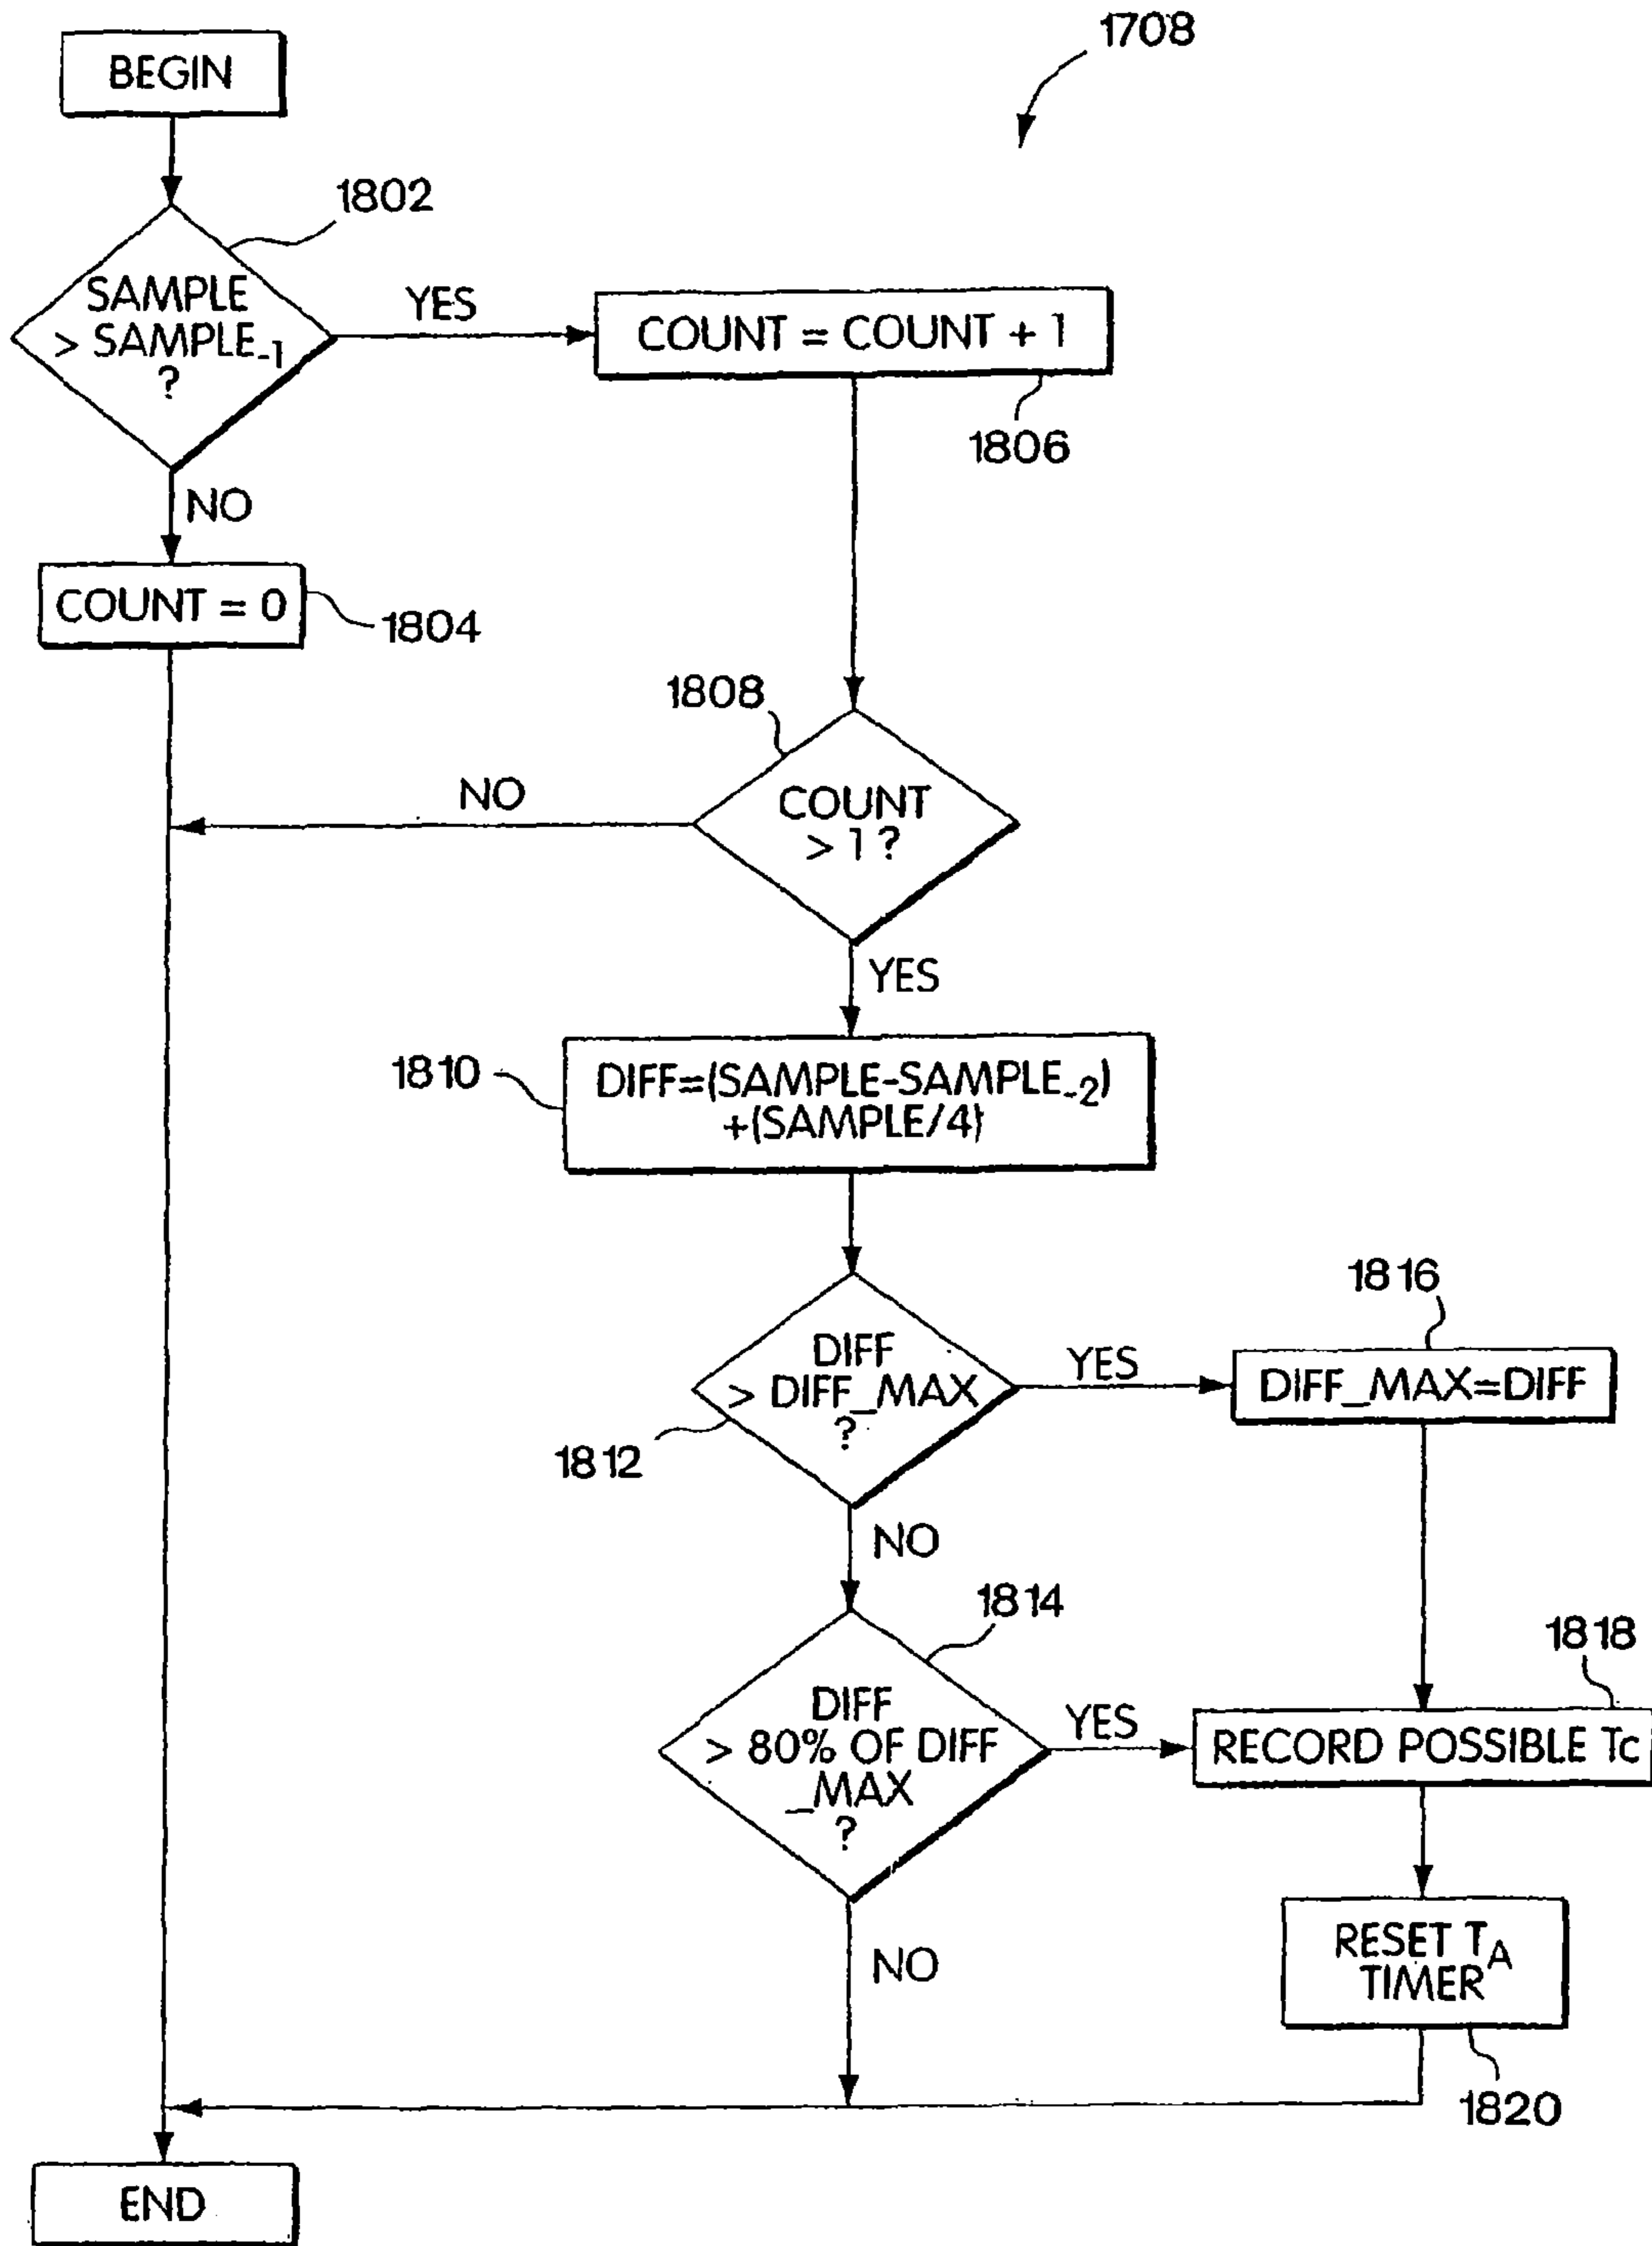 1708
BEGIN
1802
SAMPLE
> SAMPLE₋₁
?
YES
COUNT = COUNT + 1
1806
NO
COUNT = 0
1804
1808
COUNT
> 1 ?
NO
YES
1810
DIFF=(SAMPLE-SAMPLE₋₂)
+(SAMPLE/4)
1812
DIFF
> DIFF_MAX
?
YES
1816
DIFF_MAX=DIFF
NO
1814
DIFF
> 80% OF DIFF
_MAX
?
YES
1818
RECORD POSSIBLE Tc
NO
RESET T_A
TIMER
1820
END